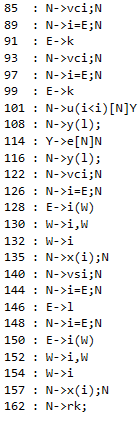 85 : N->vci;N
89 : N->i=E;N
91 : E->k
93 : N->vci;N
97 : N->i=E;N
99 : E->k
101 : N->u(i<i)[N]Y
108 : N->y(l);
114 : Y->e[N]N
116 : N->y(l);
122 : N->vci;N
126 : N->i=E;N
128 : E->i(W)
130 : W->i,W
132 : W->i
135 : N->x(i);N
140 : N->vsi;N
144 : N->i=E;N
146 : E->l
148 : N->i=E;N
150 : E->i(W)
152 : W->i,W
154 : W->i
157 : N->x(i);N
162 : N->rk;